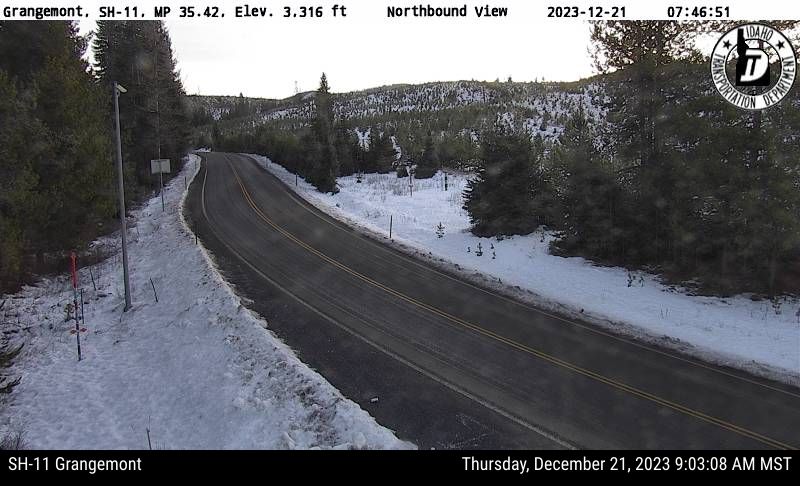 Grangemont, SH-11, MP 35.42, Elev. 3,316 ft Northbound View 2023-12-21 07:46:51
IDAHO
TRANSPORTATION DEPARTMENT
SH-11 Grangemont Thursday, December 21, 2023 9:03:08 AM MST